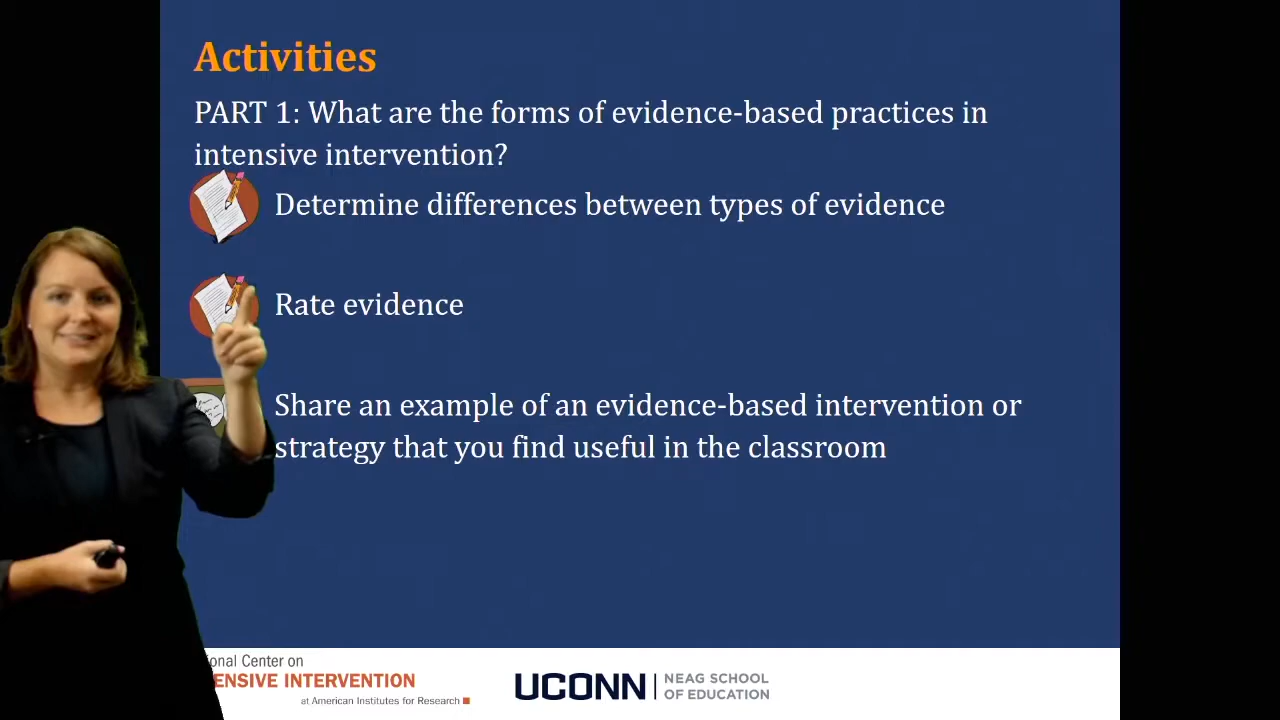 Activities
PART 1: What are the forms of evidence-based practices in
intensive intervention?
Determine differences between types of evidence
Rate evidence
Share an example of an evidence-based intervention or
strategy that you find useful in the classroom
onal Center on
ENSIVE INTERVENTION
at American Institutes for Research
UCONN
NEAG SCHOOL
OF EDUCATION